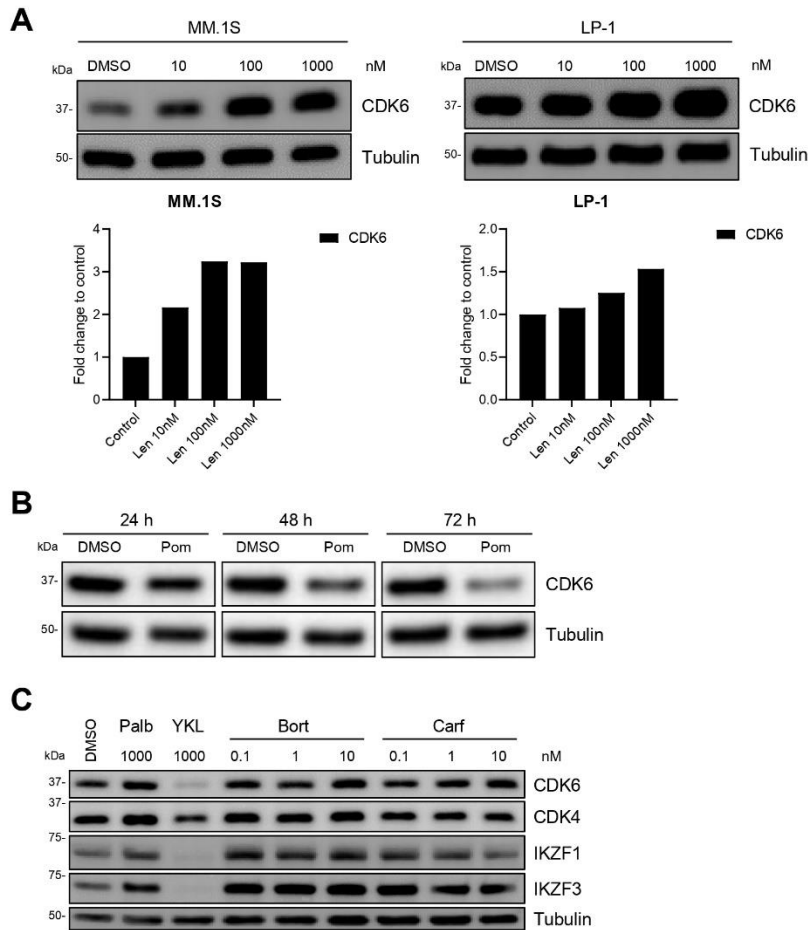 A
MM.1S LP-1
kDa DMSO 10 100 1000 nM kDa DMSO 10 100 1000 nM
37- CDK6 37- CDK6
50- Tubulin 50- Tubulin
MM.1S LP-1
4 CDK6 2.0 CDK6
3 1.5
2 1.0
1 0.5
0 0.0
Fold change to control Fold change to control
Control Len 10nM Len 100nM Len 1000nM Control Len 10nM Len 100nM Len 1000nM
B
24 h 48 h 72 h
kDa DMSO Pom DMSO Pom DMSO Pom
37- CDK6
50- Tubulin
C
DMSO Palb YKL Bort Carf
kDa 1000 1000 0.1 1 10 0.1 1 10 nM
37- CDK6
37- CDK4
50- IKZF1
75-
75- IKZF3
50- Tubulin